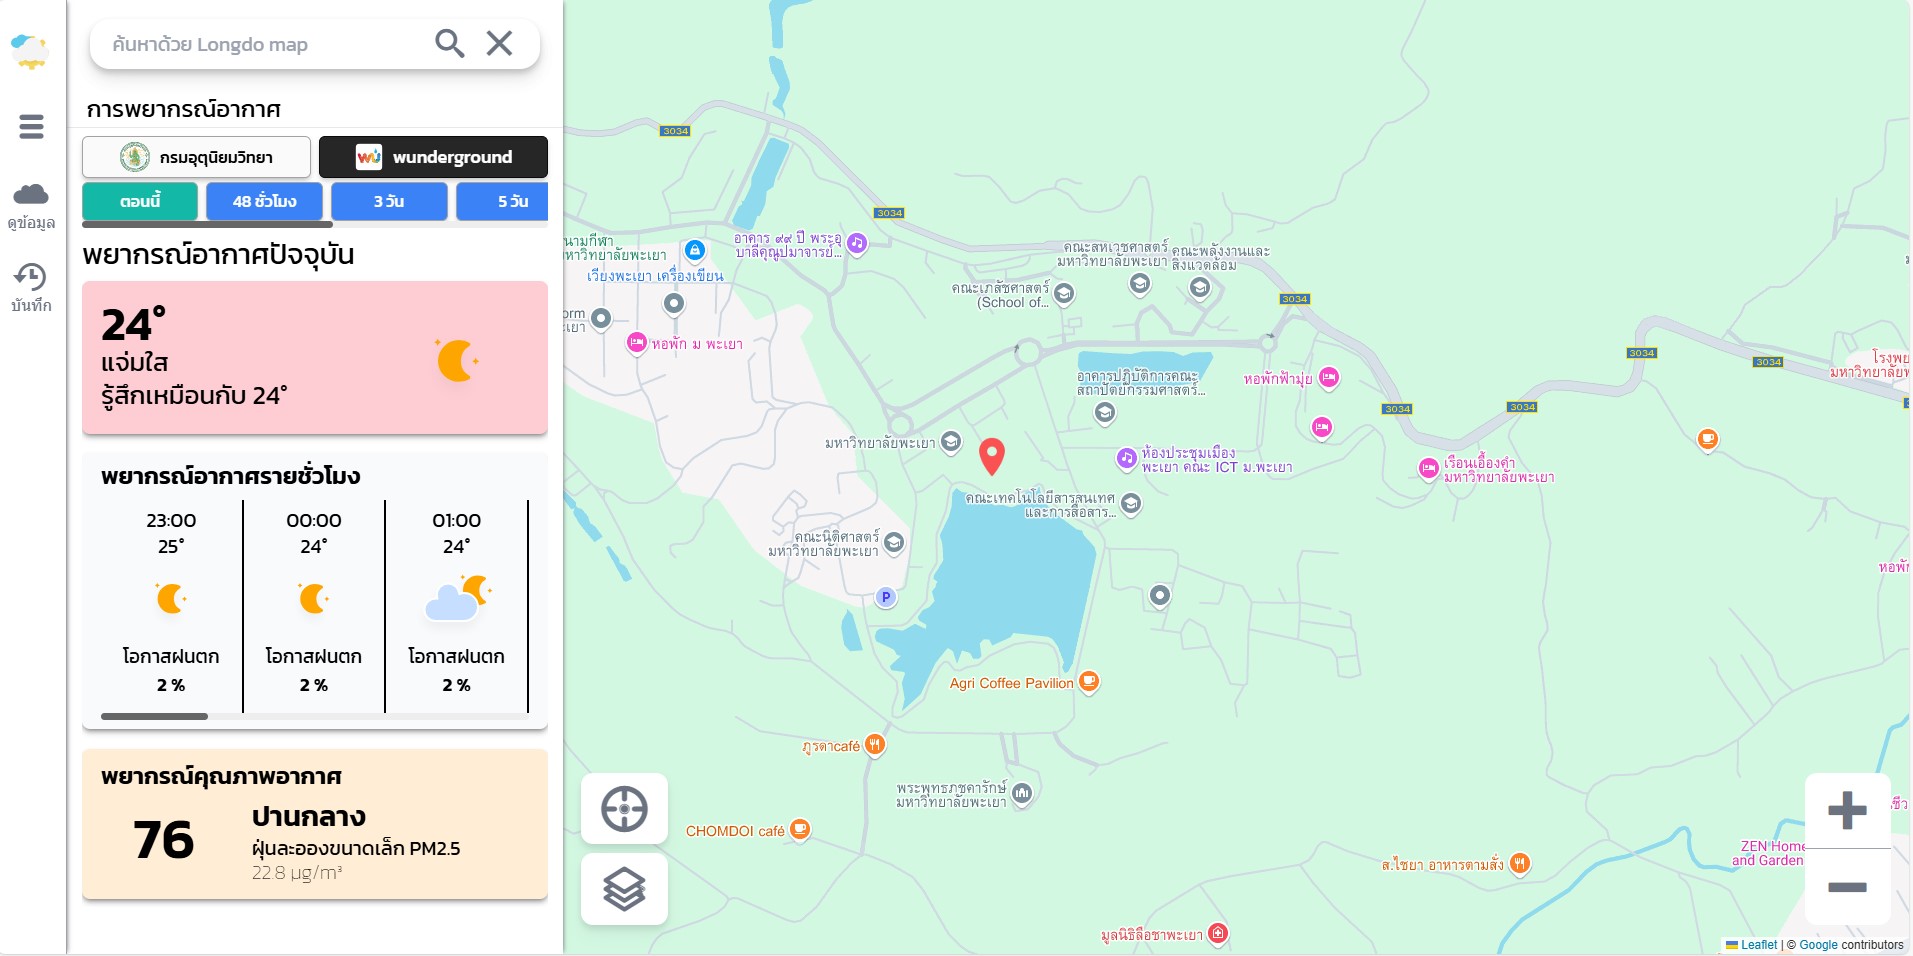 ค้นหาด้วย Longdo map
ดูข้อมูล
บันทึก
การพยากรณ์อากาศ
กรมอุตุนิยมวิทยา
wunderground
ตอนนี้
48 ชั่วโมง
3 วัน
5 วัน
พยากรณ์อากาศปัจจุบัน
24°
แจ่มใส
รู้สึกเหมือนกับ 24°
พยากรณ์อากาศรายชั่วโมง
23:00
25°
โอกาสฝนตก
2 %
00:00
24°
โอกาสฝนตก
2 %
01:00
24°
โอกาสฝนตก
2 %
พยากรณ์คุณภาพอากาศ
76
ปานกลาง
ฝุ่นละอองขนาดเล็ก PM2.5
22.8 µg/m³
3034
3034
3034
3034
3034
3034
3034
นามกีฬา
มหาวิทยาลัยพะเยา
เวียงพะเยา เครื่องเขียน
อาคาร ๙๙ ปี พระอุ
บาลีคุณูปมาจารย์...
คณะสหเวชศาสตร์
มหาวิทยาลัยพะเยา
คณะพลังงานและ
สิ่งแวดล้อม
คณะเภสัชศาสตร์
(School of...
orm
พะเยา
หอพัก ม พะเยา
อาคารปฏิบัติการคณะ
สถาปัตยกรรมศาสตร์...
หอพักฟ้ามุ่ย
โรงพย
มหาวิทยาลัยพ
มหาวิทยาลัยพะเยา
ห้องประชุมเมือง
พะเยา คณะ ICT ม.พะเยา
เรือนเอื้องคำ
มหาวิทยาลัยพะเยา
คณะเทคโนโลยีสารสนเทศ
และการสื่อสาร...
คณะนิติศาสตร์
มหาวิทยาลัยพะเยา
หอพัก
P
Agri Coffee Pavilion
ภูรดาcafé
พระพุทธภุชคารักษ์
มหาวิทยาลัยพะเยา
CHOMDOI café
ส.ไชยา อาหารตามสั่ง
ZEN Home
and Garden
มูลนิธิลือชาพะเยา
Leaflet | © Google contributors